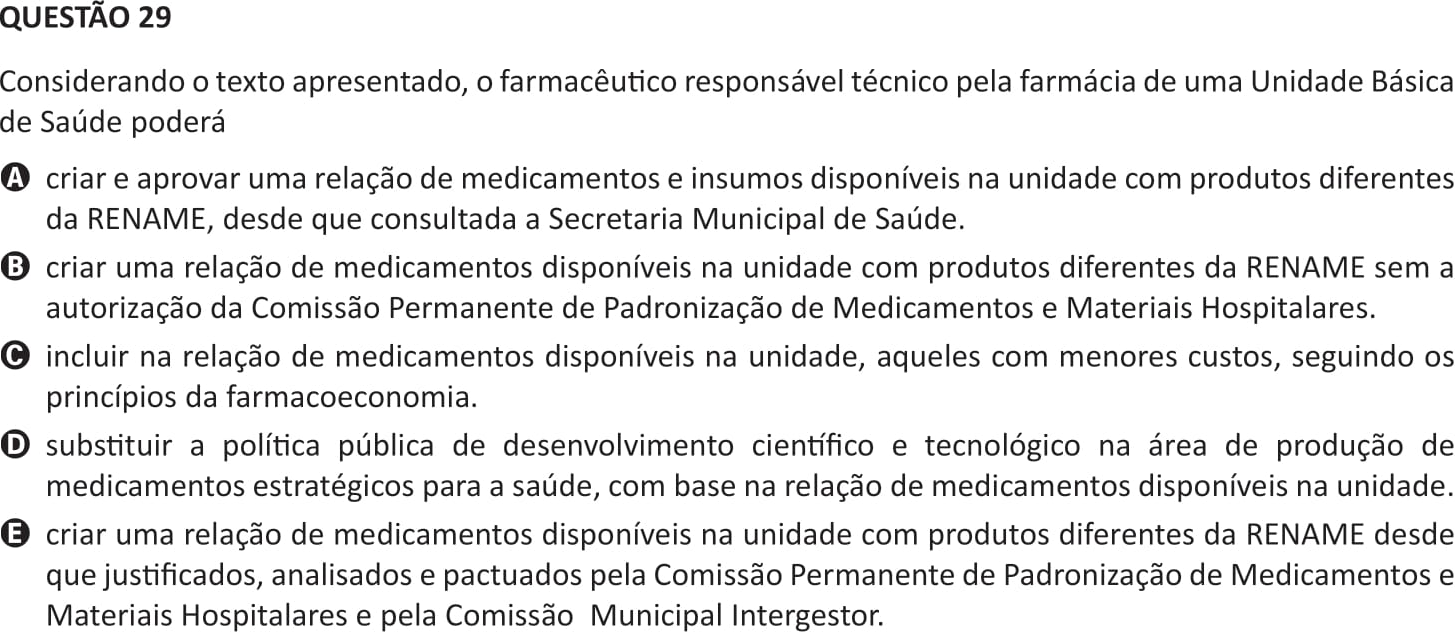 QUESTÃO 29
Considerando o texto apresentado, o farmacêutico responsável técnico pela farmácia de uma Unidade Básica
de Saúde poderá
A criar e aprovar uma relação de medicamentos e insumos disponíveis na unidade com produtos diferentes
da RENAME, desde que consultada a Secretaria Municipal de Saúde.
B criar uma relação de medicamentos disponíveis na unidade com produtos diferentes da RENAME sem a
autorização da Comissão Permanente de Padronização de Medicamentos e Materiais Hospitalares.
C incluir na relação de medicamentos disponíveis na unidade, aqueles com menores custos, seguindo os
princípios da farmacoeconomia.
D substituir a política pública de desenvolvimento científico e tecnológico na área de produção de
medicamentos estratégicos para a saúde, com base na relação de medicamentos disponíveis na unidade.
E criar uma relação de medicamentos disponíveis na unidade com produtos diferentes da RENAME desde
que justificados, analisados e pactuados pela Comissão Permanente de Padronização de Medicamentos e
Materiais Hospitalares e pela Comissão Municipal Intergestor.